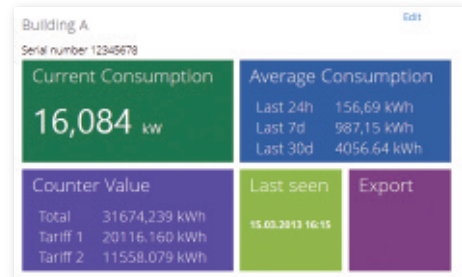 Building A
Edit
Serial number 12345678
Current Consumption
16,084 kW
Average Consumption
Last 24h 156,69 kWh
Last 7d 987,15 kWh
Last 30d 4056.64 kWh
Counter Value
Total 31674,239 kWh
Tariff 1 20116.160 kWh
Tariff 2 11558.079 kWh
Last seen
15.03.2013 16:15
Export